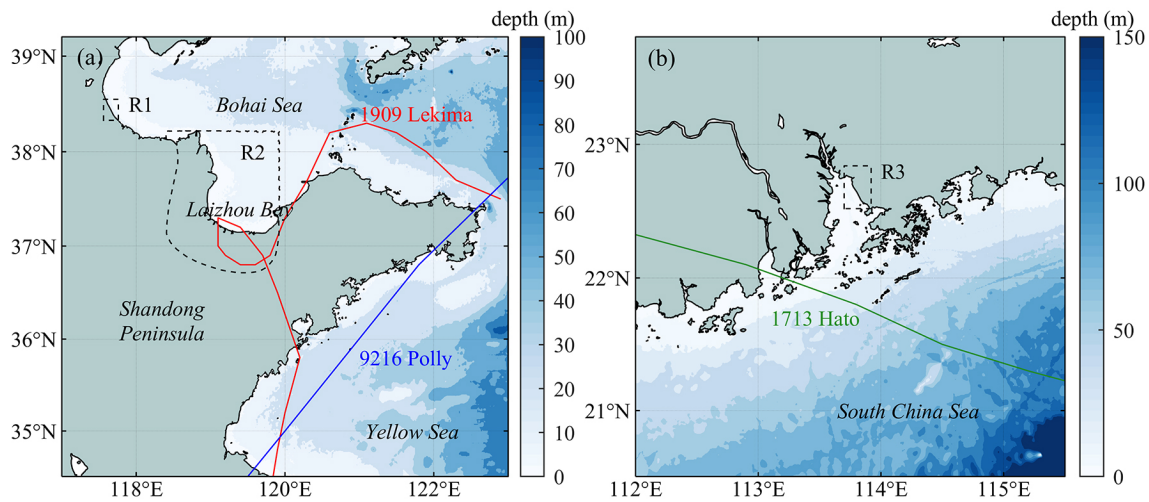 depth (m)
depth (m)
(a)
39°N
38°N
37°N
36°N
35°N
118°E
120°E
122°E
R1
Bohai Sea
1909 Lekima
R2
Laizhou Bay
Shandong
Peninsula
9216 Polly
Yellow Sea
100
90
80
70
60
50
40
30
20
10
0
(b)
23°N
22°N
21°N
112°E
113°E
114°E
115°E
R3
1713 Hato
South China Sea
150
100
50
0